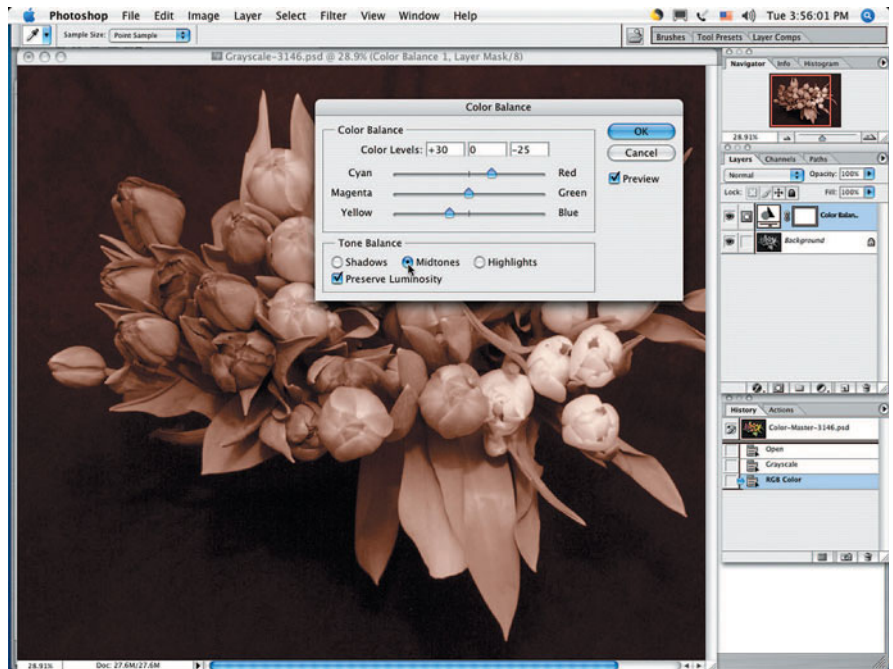 Photoshop File Edit Image Layer Select Filter View Window Help Tue 3:56:01 PM
Sample Size: Point Sample
Brushes Tool Presets Layer Comps
Grayscale-3146.psd @ 28.9% (Color Balance 1, Layer Mask/8)
Color Balance
Color Balance
Color Levels: +30 0 -25
Cyan Red
Magenta Green
Yellow Blue
Tone Balance
Shadows Midtones Highlights
Preserve Luminosity
OK
Cancel
Preview
Navigator Info Histogram
28.91%
Layers Channels Paths
Normal Opacity: 100%
Lock: Fill: 100%
Color Balan...
Background
History Actions
Color-Master-3146.psd
Open
Grayscale
RGB Color
28.91% Doc: 27.6M/27.6M